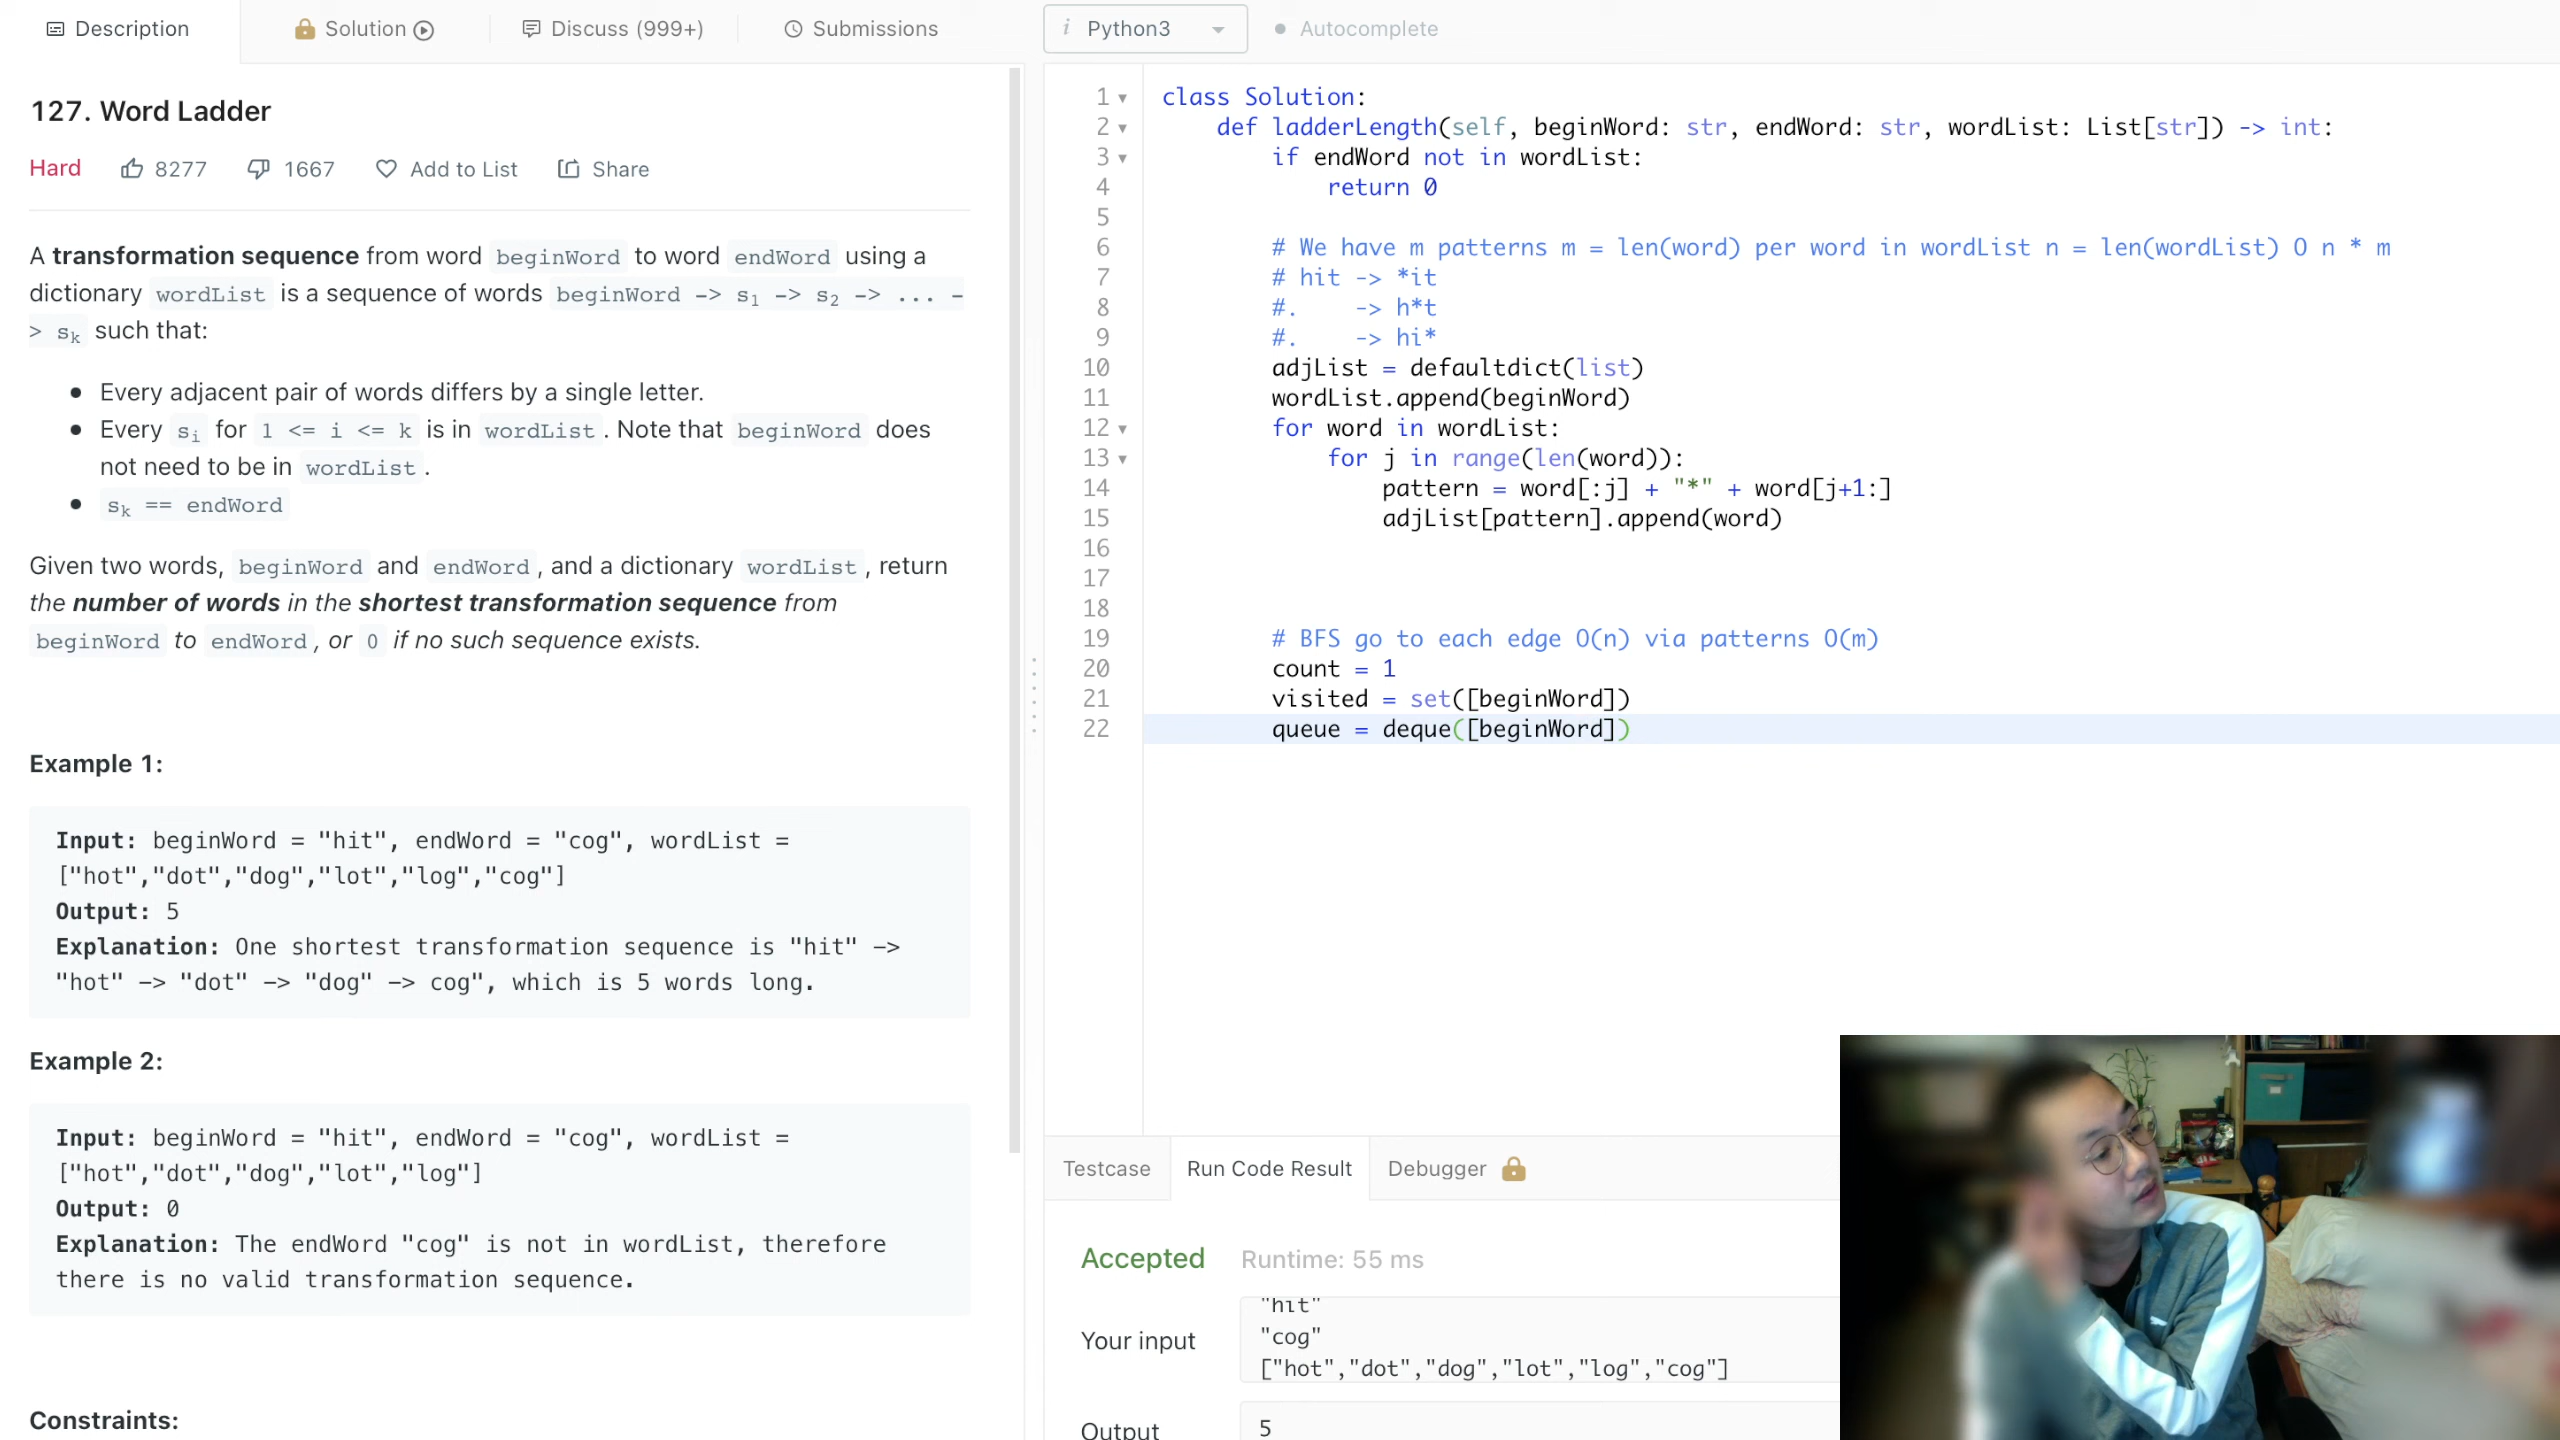 Description
Solution
Discuss (999+)
Submissions
i Python3
Autocomplete
127. Word Ladder
Hard 8277 1667 Add to List Share
A transformation sequence from word beginWord to word endWord using a
dictionary wordList is a sequence of words beginWord -> s1 -> s2 -> ... -
> sk such that:
• Every adjacent pair of words differs by a single letter.
• Every si for 1 <= i <= k is in wordList . Note that beginWord does
not need to be in wordList .
• sk == endWord
Given two words, beginWord and endWord , and a dictionary wordList , return
the number of words in the shortest transformation sequence from
beginWord to endWord , or 0 if no such sequence exists.
Example 1:
Input: beginWord = "hit", endWord = "cog", wordList =
["hot","dot","dog","lot","log","cog"]
Output: 5
Explanation: One shortest transformation sequence is "hit" ->
"hot" -> "dot" -> "dog" -> cog", which is 5 words long.
Example 2:
Input: beginWord = "hit", endWord = "cog", wordList =
["hot","dot","dog","lot","log"]
Output: 0
Explanation: The endWord "cog" is not in wordList, therefore
there is no valid transformation sequence.
Constraints:
1 class Solution:
2 def ladderLength(self, beginWord: str, endWord: str, wordList: List[str]) -> int:
3 if endWord not in wordList:
4 return 0
5
6 # We have m patterns m = len(word) per word in wordList n = len(wordList) O n * m
7 # hit -> *it
8 #. -> h*t
9 #. -> hi*
10 adjList = defaultdict(list)
11 wordList.append(beginWord)
12 for word in wordList:
13 for j in range(len(word)):
14 pattern = word[:j] + "*" + word[j+1:]
15 adjList[pattern].append(word)
16
17
18
19 # BFS go to each edge O(n) via patterns O(m)
20 count = 1
21 visited = set([beginWord])
22 queue = deque([beginWord])
Testcase
Run Code Result
Debugger
Accepted Runtime: 55 ms
Your input
"hit"
"cog"
["hot","dot","dog","lot","log","cog"]
Output
5